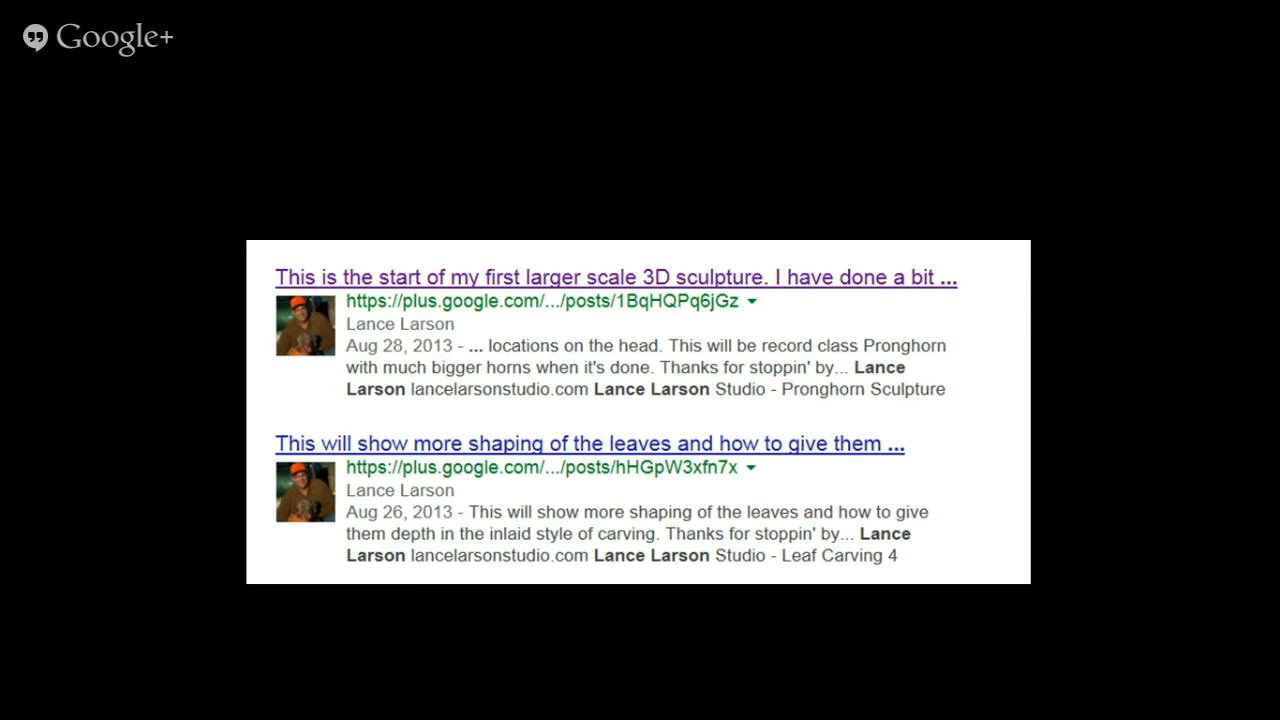 Google+
This is the start of my first larger scale 3D sculpture. I have done a bit ...
https://plus.google.com/.../posts/1BqHQPq6jGz
Lance Larson
Aug 28, 2013 - ... locations on the head. This will be record class Pronghorn
with much bigger horns when it's done. Thanks for stoppin' by... Lance
Larson lancelarsonstudio.com Lance Larson Studio - Pronghorn Sculpture
This will show more shaping of the leaves and how to give them ...
https://plus.google.com/.../posts/hHGpW3xfn7x
Lance Larson
Aug 26, 2013 - This will show more shaping of the leaves and how to give
them depth in the inlaid style of carving. Thanks for stoppin' by... Lance
Larson lancelarsonstudio.com Lance Larson Studio - Leaf Carving 4